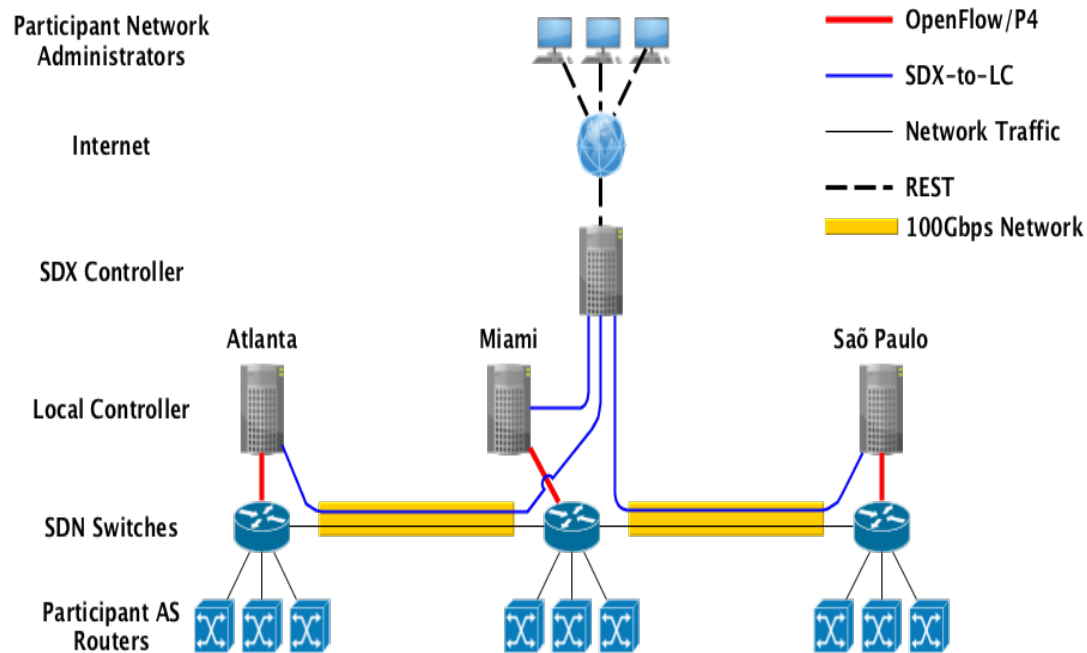 Participant Network
Administrators
Internet
SDX Controller
Atlanta
Miami
Saõ Paulo
Local Controller
SDN Switches
Participant AS
Routers
OpenFlow/P4
SDX-to-LC
Network Traffic
REST
100Gbps Network